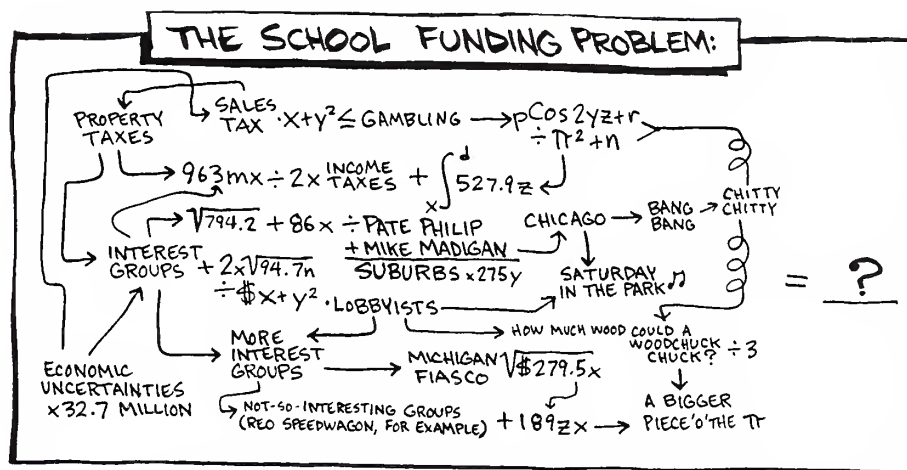 THE SCHOOL FUNDING PROBLEM:
PROPERTY
TAXES
SALES
TAX · X+y² ≤ GAMBLING → pCos2yz+r
÷ π²+n
963mx ÷ 2x INCOME
TAXES + ∫ d x 527.9z
√794.2 + 86x ÷ PATE PHILIP
+ MIKE MADIGAN
SUBURBS x275y
CHICAGO → BANG
BANG → CHITTY
CHITTY
INTEREST
GROUPS + 2x√94.7n
÷ $x+y² · LOBBYISTS
SATURDAY
IN THE PARK ♫
= ?
HOW MUCH WOOD COULD A
WOODCHUCK
CHUCK? ÷3
MORE
INTEREST
GROUPS
MICHIGAN
FIASCO √$279.5x
ECONOMIC
UNCERTAINTIES
x32.7 MILLION
NOT-SO-INTERESTING GROUPS
(REO SPEEDWAGON, FOR EXAMPLE) + 189zx →
A BIGGER
PIECE'O'THE π